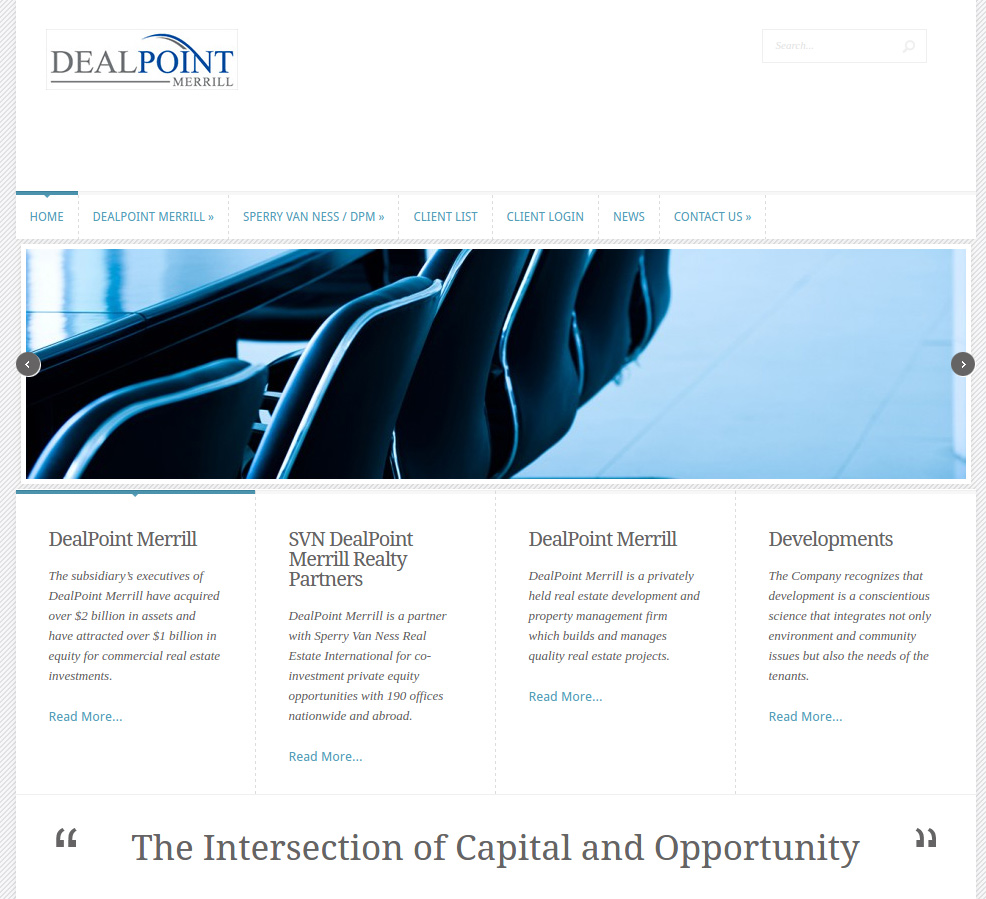 DEALPOINT
MERRILL
Search...
HOME
DEALPOINT MERRILL »
SPERRY VAN NESS / DPM »
CLIENT LIST
CLIENT LOGIN
NEWS
CONTACT US »
DealPoint Merrill
The subsidiary’s executives of
DealPoint Merrill have acquired
over $2 billion in assets and
have attracted over $1 billion in
equity for commercial real estate
investments.
Read More...
SVN DealPoint
Merrill Realty
Partners
DealPoint Merrill is a partner
with Sperry Van Ness Real
Estate International for co-
investment private equity
opportunities with 190 offices
nationwide and abroad.
Read More...
DealPoint Merrill
DealPoint Merrill is a privately
held real estate development and
property management firm
which builds and manages
quality real estate projects.
Read More...
Developments
The Company recognizes that
development is a conscientious
science that integrates not only
environment and community
issues but also the needs of the
tenants.
Read More...
“ The Intersection of Capital and Opportunity ”